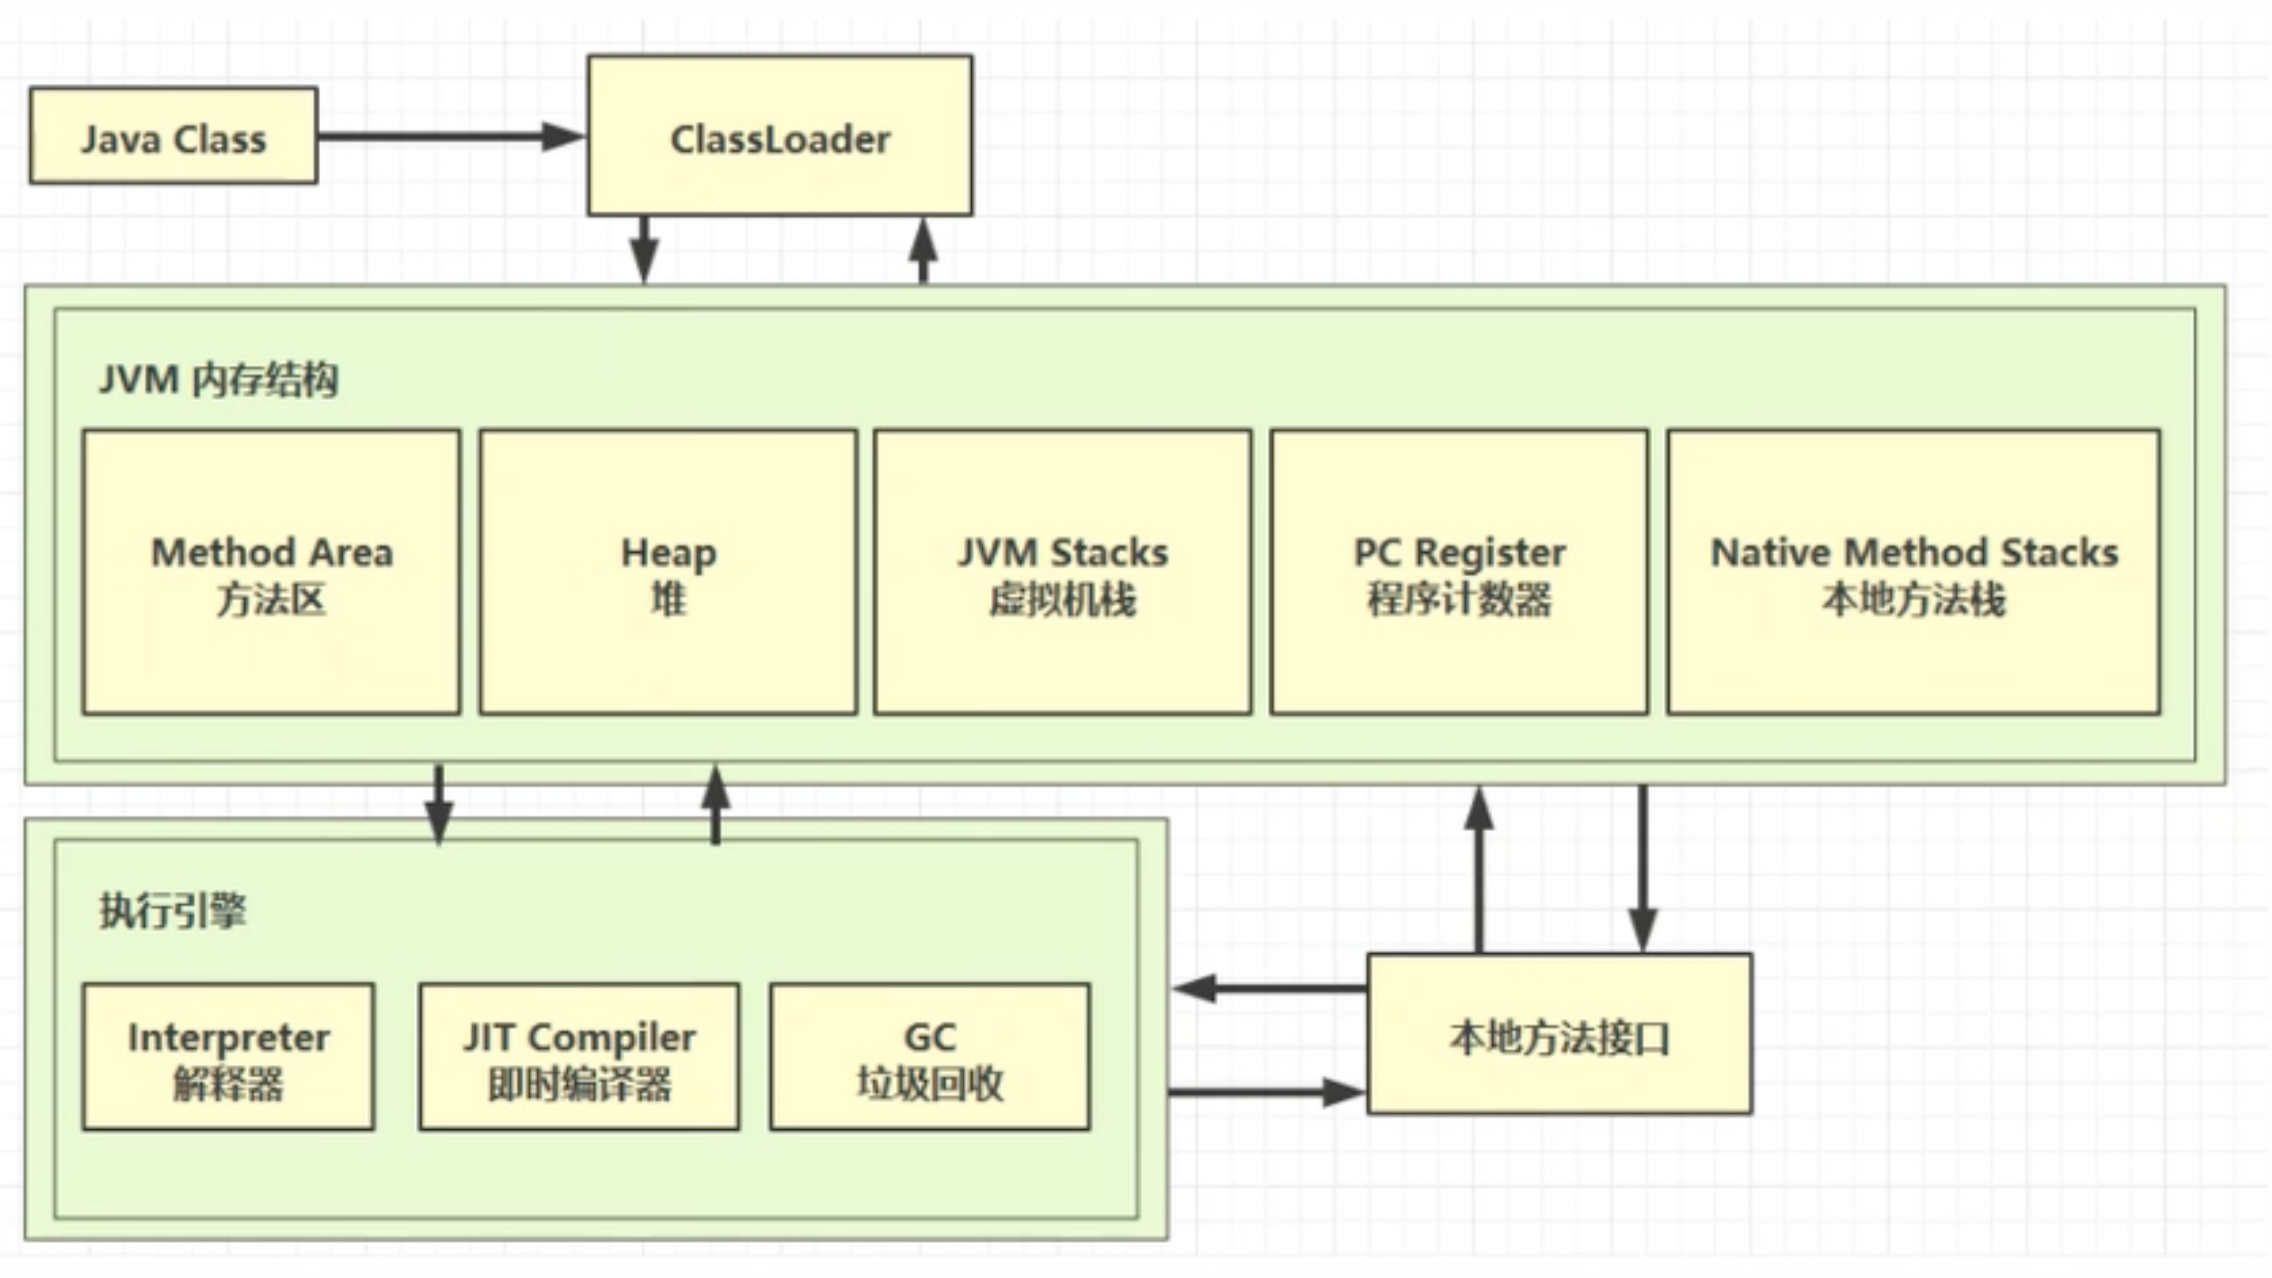 Java Class
ClassLoader
JVM 内存结构
Method Area
方法区
Heap
堆
JVM Stacks
虚拟机栈
PC Register
程序计数器
Native Method Stacks
本地方法栈
执行引擎
Interpreter
解释器
JIT Compiler
即时编译器
GC
垃圾回收
本地方法接口